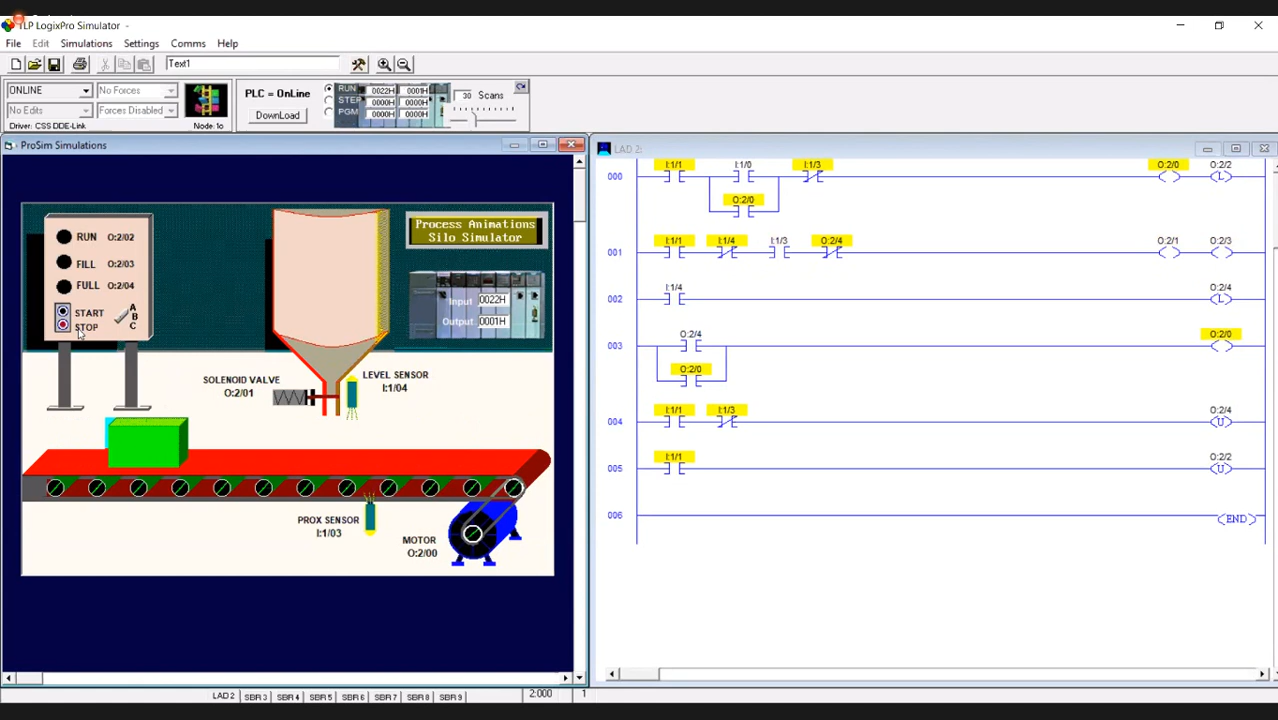 TLP LogixPro Simulator -
File Edit Simulations Settings Comms Help
Text1
ONLINE No Forces
No Edits Forces Disabled
Driver: CSS DDE-Link Node: 1o
PLC = OnLine
DownLoad
RUN 0022H 0001H
STEP 0000H 0000H
PGM 0000H 0000H
30 Scans
ProSim Simulations
RUN O:2/02
FILL O:2/03
FULL O:2/04
START
STOP
A
B
C
Process Animations
Silo Simulator
Input 0022H
Output 0001H
SOLENOID VALVE
O:2/01
LEVEL SENSOR
I:1/04
PROX SENSOR
I:1/03
MOTOR
O:2/00
LAD 2:
I:1/1 I:1/0 I:1/3 O:2/0 O:2/2
000 L
O:2/0
I:1/1 I:1/4 I:1/3 O:2/4 O:2/1 O:2/3
001
I:1/4 O:2/4
002 L
O:2/4 O:2/0
003
O:2/0
I:1/1 I:1/3 O:2/4
004 U
I:1/1 O:2/2
005 U
006 END
LAD 2 SBR 3 SBR 4 SBR 5 SBR 6 SBR 7 SBR 8 SBR 9 2:000 1